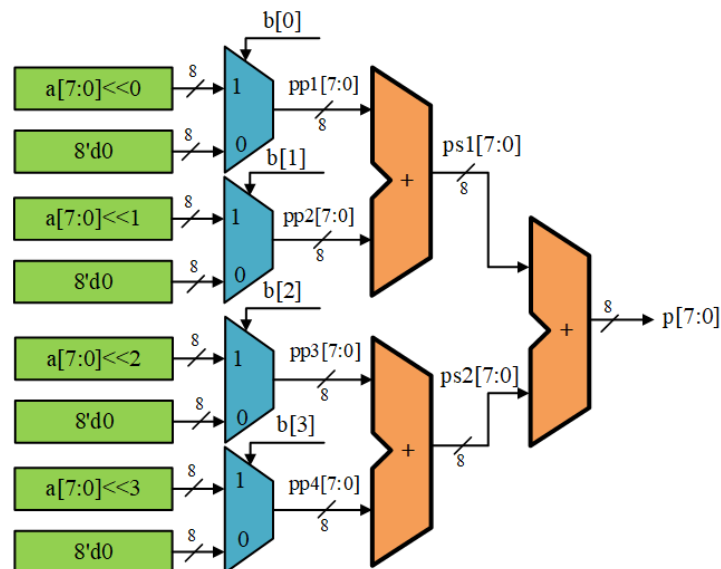 b[0]
a[7:0]<<0
8
1
pp1[7:0]
8
8'd0
8
0
b[1]
ps1[7:0]
+
8
a[7:0]<<1
8
1
pp2[7:0]
8
8'd0
8
0
b[2]
8
p[7:0]
+
a[7:0]<<2
8
1
pp3[7:0]
8
ps2[7:0]
8'd0
8
0
b[3]
+
8
a[7:0]<<3
8
1
pp4[7:0]
8
8'd0
8
0